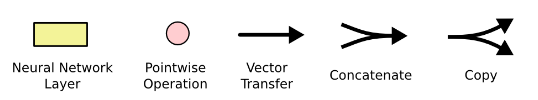 Neural Network
Layer
Pointwise
Operation
Vector
Transfer
Concatenate
Copy